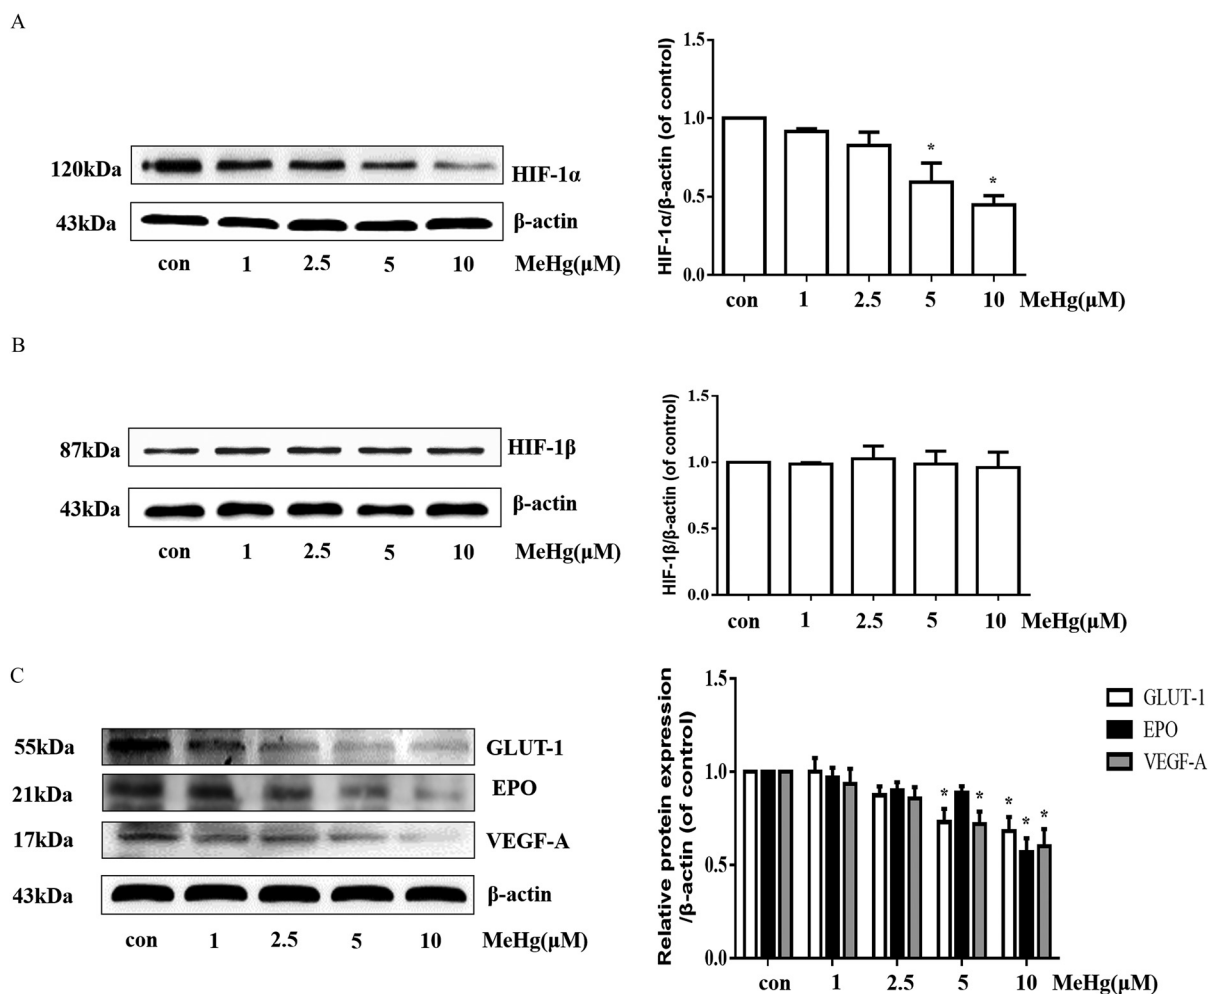 A
120kDa
HIF-1α
43kDa
β-actin
con 1 2.5 5 10 MeHg(μM)
HIF-1α/β-actin (of control)
1.5
1.0
0.5
0.0
*
*
con 1 2.5 5 10 MeHg(μM)
B
87kDa
HIF-1β
43kDa
β-actin
con 1 2.5 5 10 MeHg(μM)
HIF-1β/β-actin (of control)
1.5
1.0
0.5
0.0
con 1 2.5 5 10 MeHg(μM)
C
55kDa
GLUT-1
21kDa
EPO
17kDa
VEGF-A
43kDa
β-actin
con 1 2.5 5 10 MeHg(μM)
Relative protein expression
/β-actin (of control)
1.5
1.0
0.5
0.0
* * * * *
con 1 2.5 5 10 MeHg(μM)
GLUT-1
EPO
VEGF-A